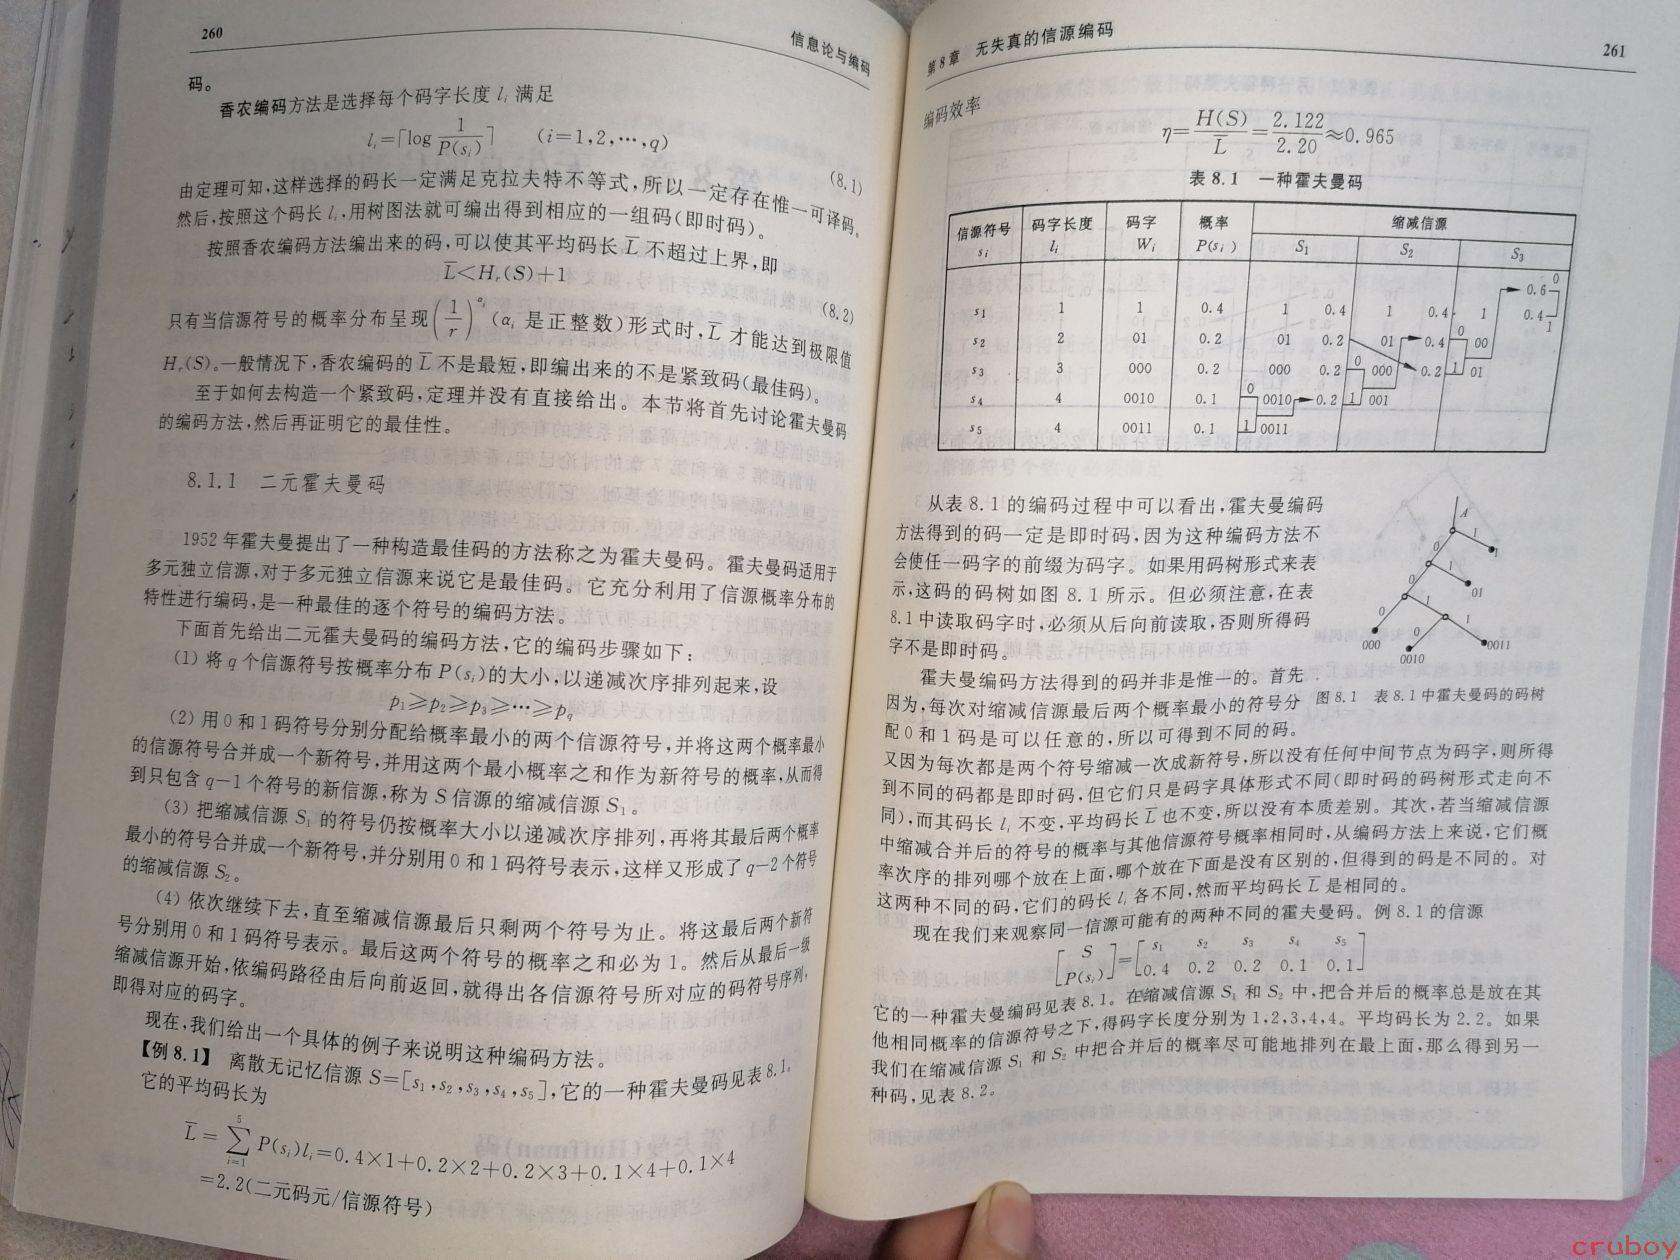 260
信息论与编码
码。
香农编码方法是选择每个码字长度 l_i 满足
l_i=⌈log 1/P(s_i)⌉ (i=1,2,…,q)
(8.1)
由定理可知,这样选择的码长一定满足克拉夫特不等式,所以一定存在惟一可译码。
然后,按照这个码长 l_i,用树图法就可编出得到相应的一组码(即时码)。
按照香农编码方法编出来的码,可以使其平均码长 L̄ 不超过上界,即
L̄<H_r(S)+1
(8.2)
只有当信源符号的概率分布呈现(1/r)^{α_i}(α_i 是正整数)形式时,L̄ 才能达到极限值
H_r(S)。一般情况下,香农编码的 L̄ 不是最短,即编出来的不是紧致码(最佳码)。
至于如何去构造一个紧致码,定理并没有直接给出。本节将首先讨论霍夫曼码
的编码方法,然后再证明它的最佳性。
8.1.1 二元霍夫曼码
1952年霍夫曼提出了一种构造最佳码的方法称之为霍夫曼码。霍夫曼码适用于
多元独立信源,对于多元独立信源来说它是最佳码。它充分利用了信源概率分布的
特性进行编码,是一种最佳的逐个符号的编码方法。
下面首先给出二元霍夫曼码的编码方法,它的编码步骤如下:
(1) 将 q 个信源符号按概率分布 P(s_i)的大小,以递减次序排列起来,设
p₁≥p₂≥p₃≥…≥p_q
(2) 用0和1码符号分别分配给概率最小的两个信源符号,并将这两个概率最小
的信源符号合并成一个新符号,并用这两个最小概率之和作为新符号的概率,从而得
到只包含 q−1 个符号的新信源,称为 S 信源的缩减信源 S₁。
(3) 把缩减信源 S₁ 的符号仍按概率大小以递减次序排列,再将其最后两个概率
最小的符号合并成一个新符号,并分别用0和1码符号表示,这样又形成了 q−2 个符号
的缩减信源 S₂。
(4) 依次继续下去,直至缩减信源最后只剩两个符号为止。将这最后两个新符
号分别用0和1码符号表示。最后这两个符号的概率之和必为1。然后从最后一级
缩减信源开始,依编码路径由后向前返回,就得出各信源符号所对应的码符号序列,
即得对应的码字。
现在,我们给出一个具体的例子来说明这种编码方法。
【例8.1】 离散无记忆信源 S=[s₁,s₂,s₃,s₄,s₅],它的一种霍夫曼码见表8.1。
它的平均码长为
L̄ = ∑_{i=1}^{5} P(s_i)l_i=0.4×1+0.2×2+0.2×3+0.1×4+0.1×4
=2.2(二元码元/信源符号)
第8章 无失真的信源编码
261
编码效率
η=H(S)/L̄=2.122/2.20≈0.965
表8.1 一种霍夫曼码
信源符号 码字长度 码字 概率 缩减信源
s_i l_i W_i P(s_i) S₁ S₂ S₃
0
0.6
s₁ 1 1 0.4 1 0.4 1 0.4 1 0.4
0 1
s₂ 2 01 0.2 01 0.2 01 0.4 00
0 1
s₃ 3 000 0.2 000 0.2 000 0.2 01
0
s₄ 4 0010 0.1 0010 0.2 1 001
s₅ 4 0011 0.1 1 0011
从表8.1的编码过程中可以看出,霍夫曼编码
方法得到的码一定是即时码,因为这种编码方法不
会使任一码字的前缀为码字。如果用码树形式来表
示,这码的码树如图8.1所示。但必须注意,在表
8.1中读取码字时,必须从后向前读取,否则所得码
字不是即时码。
A
0 1
1
0 1
01
0 1
000
0 1
0010
0011
图8.1 表8.1中霍夫曼码的码树
霍夫曼编码方法得到的码并非是惟一的。首先
因为,每次对缩减信源最后两个概率最小的符号分
配0和1码是可以任意的,所以可得到不同的码。
又因为每次都是两个符号缩减一次成新符号,所以没有任何中间节点为码字,则所得
到不同的码都是即时码,但它们只是码字具体形式不同(即时码的码树形式走向不
同),而其码长 l_i 不变,平均码长 L̄ 也不变,所以没有本质差别。其次,若当缩减信源
中缩减合并后的符号的概率与其他信源符号概率相同时,从编码方法上来说,它们概
率次序的排列哪个放在上面,哪个放在下面是没有区别的,但得到的码是不同的。对
这两种不同的码,它们的码长 l_i 各不同,然而平均码长 L̄ 是相同的。
现在我们来观察同一信源可能有的两种不同的霍夫曼码。例8.1的信源
[S]=[s₁ s₂ s₃ s₄ s₅]
[P(s_i)] [0.4 0.2 0.2 0.1 0.1]
它的一种霍夫曼编码见表8.1。在缩减信源 S₁ 和 S₂ 中,把合并后的概率总是放在其
他相同概率的信源符号之下,得码字长度分别为1,2,3,4,4。平均码长为2.2。如果
我们在缩减信源 S₁ 和 S₂ 中把合并后的概率尽可能地排列在最上面,那么得到另一
种码,见表8.2。
cruboy